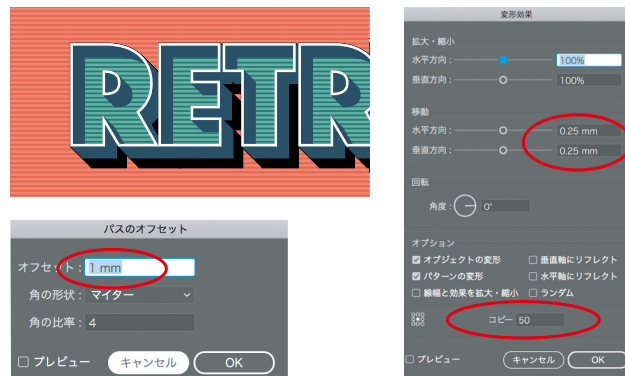 RETR
パスのオフセット
オフセット : 1 mm
角の形状 : マイター
角の比率 : 4
プレビュー キャンセル OK
変形効果
拡大・縮小
水平方向 : 100%
垂直方向 : 100%
移動
水平方向 : 0.25 mm
垂直方向 : 0.25 mm
回転
角度 : 0°
オプション
オブジェクトの変形 垂直軸にリフレクト
パターンの変形 水平軸にリフレクト
線幅と効果を拡大・縮小 ランダム
コピー 50
プレビュー キャンセル OK